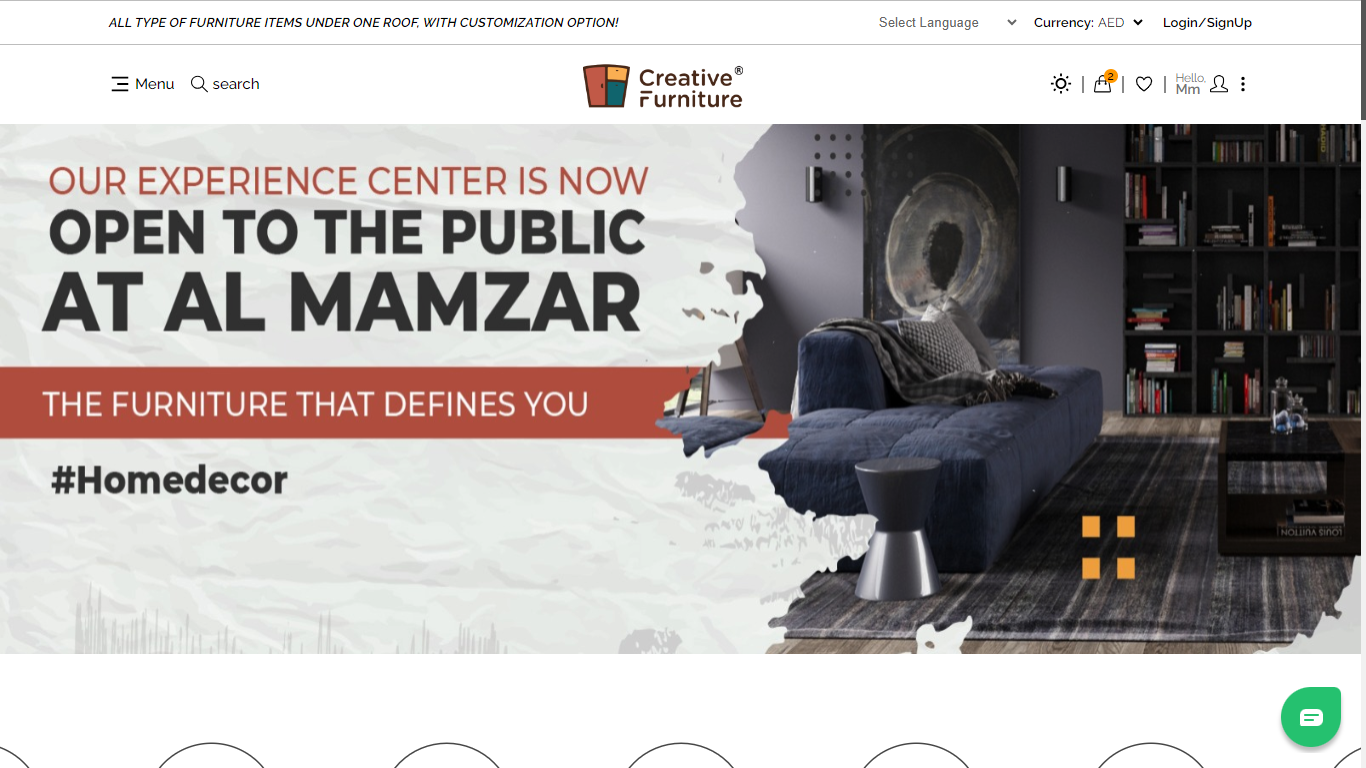 ALL TYPE OF FURNITURE ITEMS UNDER ONE ROOF, WITH CUSTOMIZATION OPTION!
Select Language
Currency: AED
Login/SignUp
Menu
search
Creative®
Furniture
2
Hello,
Mm
OUR EXPERIENCE CENTER IS NOW
OPEN TO THE PUBLIC
AT AL MAMZAR
THE FURNITURE THAT DEFINES YOU
#Homedecor
LOUIS VUITTON